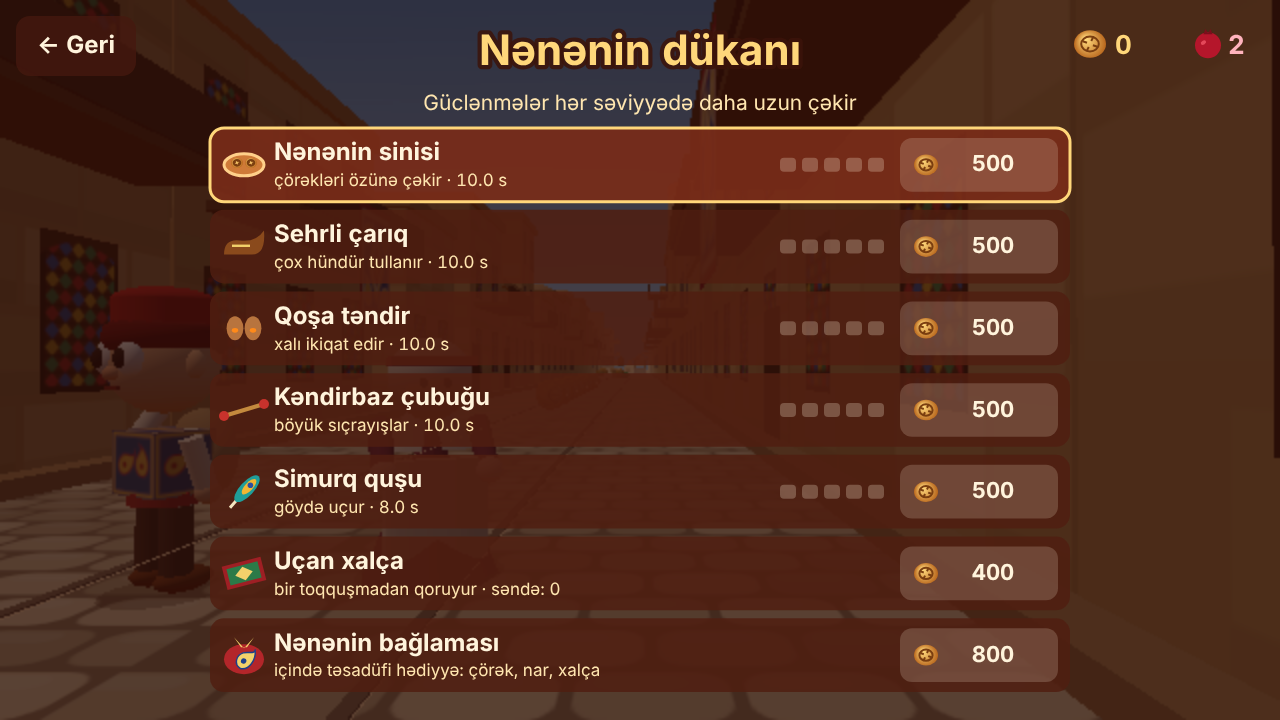 ← Geri
Nənənin dükanı
0
2
Güclənmələr hər səviyyədə daha uzun çəkir
Nənənin sinisi
çörəkləri özünə çəkir · 10.0 s
500
Sehrli çarıq
çox hündür tullanır · 10.0 s
500
Qoşa təndir
xalı ikiqat edir · 10.0 s
500
Kəndirbaz çubuğu
böyük sıçrayışlar · 10.0 s
500
Simurq quşu
göydə uçur · 8.0 s
500
Uçan xalça
bir toqquşmadan qoruyur · səndə: 0
400
Nənənin bağlaması
içində təsadüfi hədiyyə: çörək, nar, xalça
800